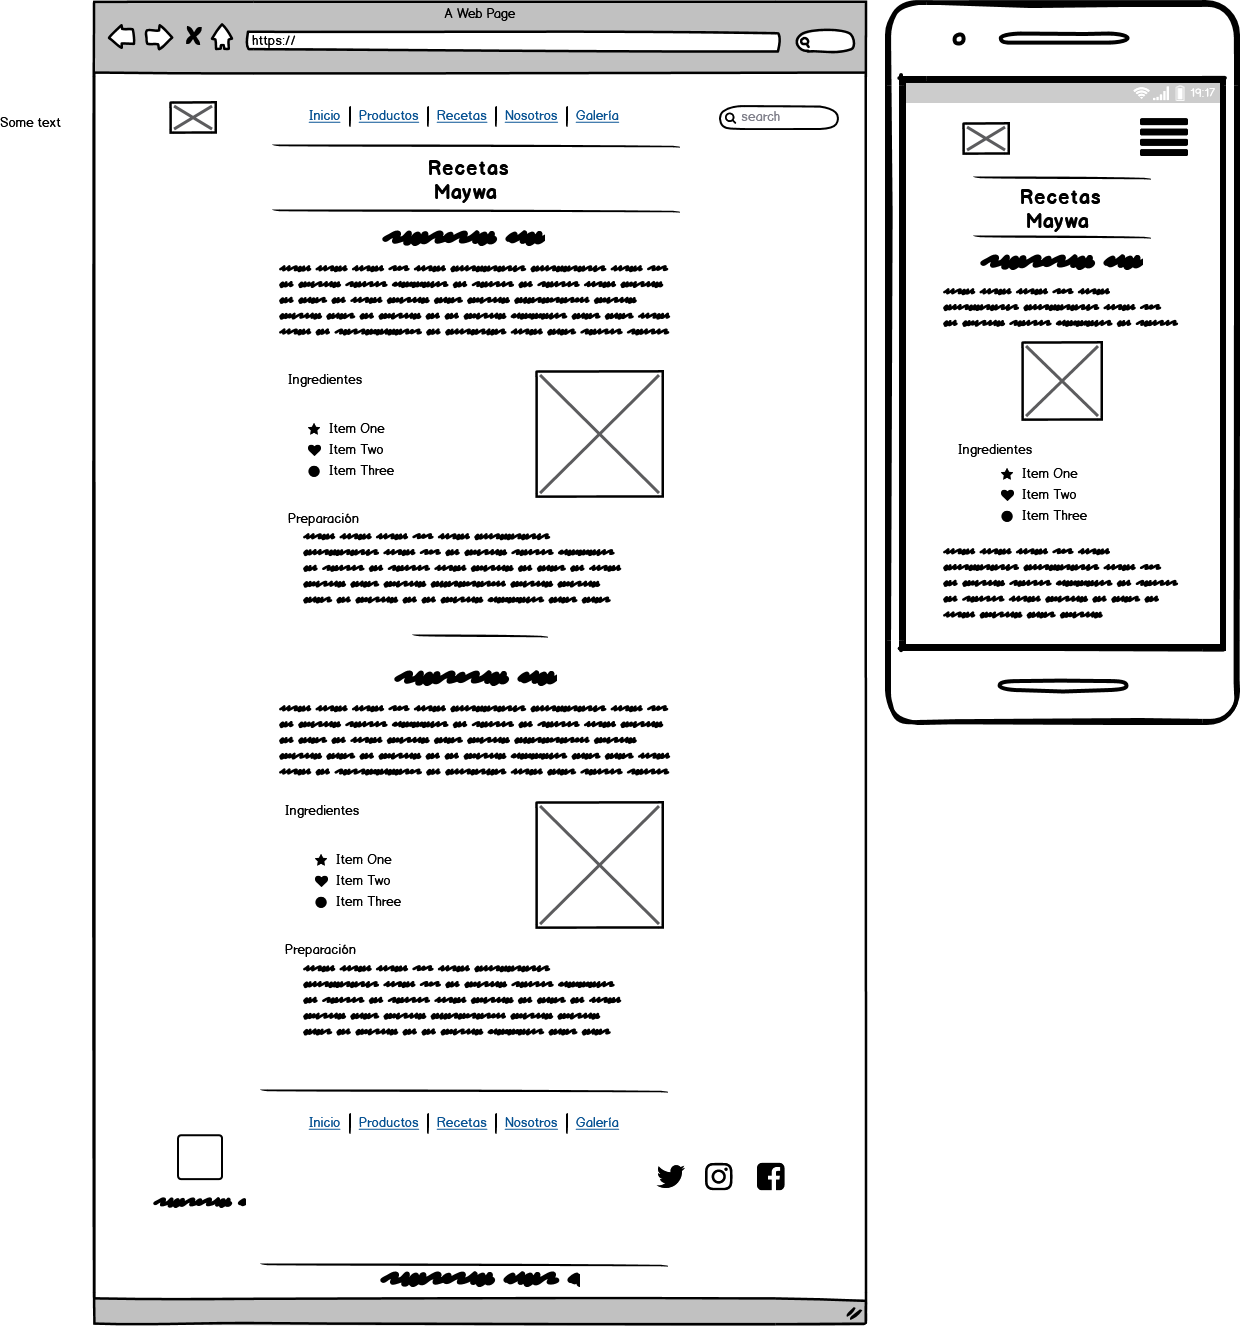 A Web Page
https://
Some text
Inicio Productos Recetas Nosotros Galería
search
Recetas
Maywa
Ingredientes
Item One
Item Two
Item Three
Preparación
Ingredientes
Item One
Item Two
Item Three
Preparación
Inicio Productos Recetas Nosotros Galería
19:17
Recetas
Maywa
Ingredientes
Item One
Item Two
Item Three